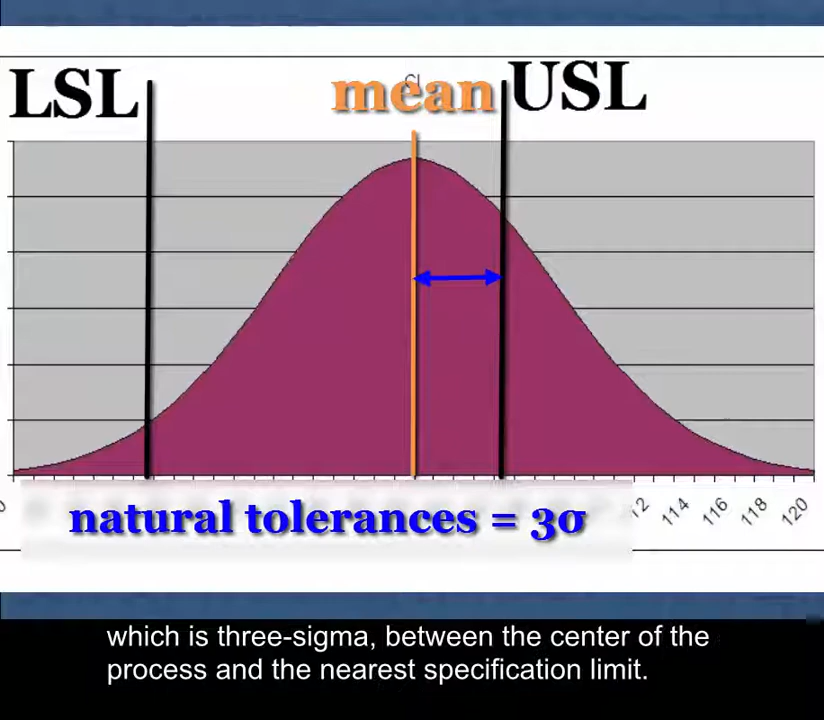 LSL mean USL
natural tolerances = 3σ
114 116 118 120
which is three-sigma, between the center of the
process and the nearest specification limit.